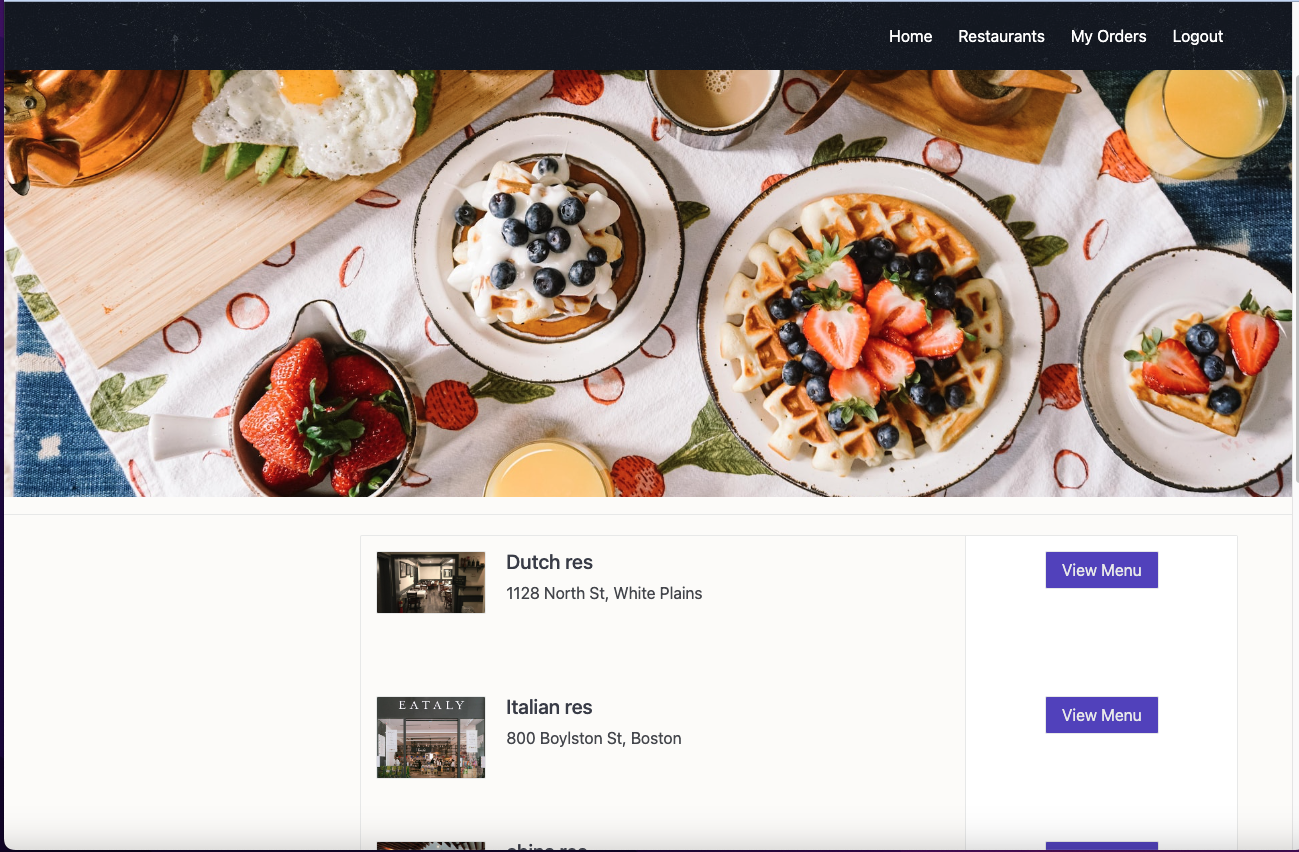 Home Restaurants My Orders Logout
Dutch res
1128 North St, White Plains
View Menu
EATALY
Italian res
800 Boylston St, Boston
View Menu